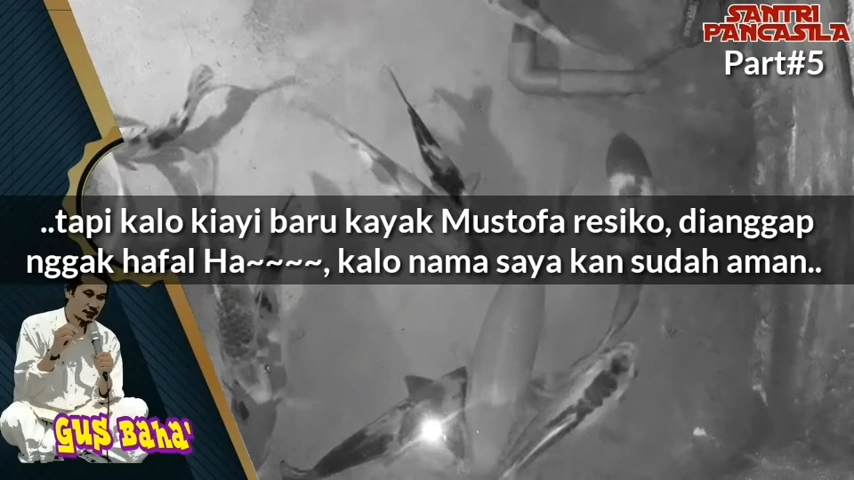 SANTRI
PANCASILA
Part#5
..tapi kalo kiayi baru kayak Mustofa resiko, dianggap
nggak hafal Ha~~~~, kalo nama saya kan sudah aman..
GUS BaHa'